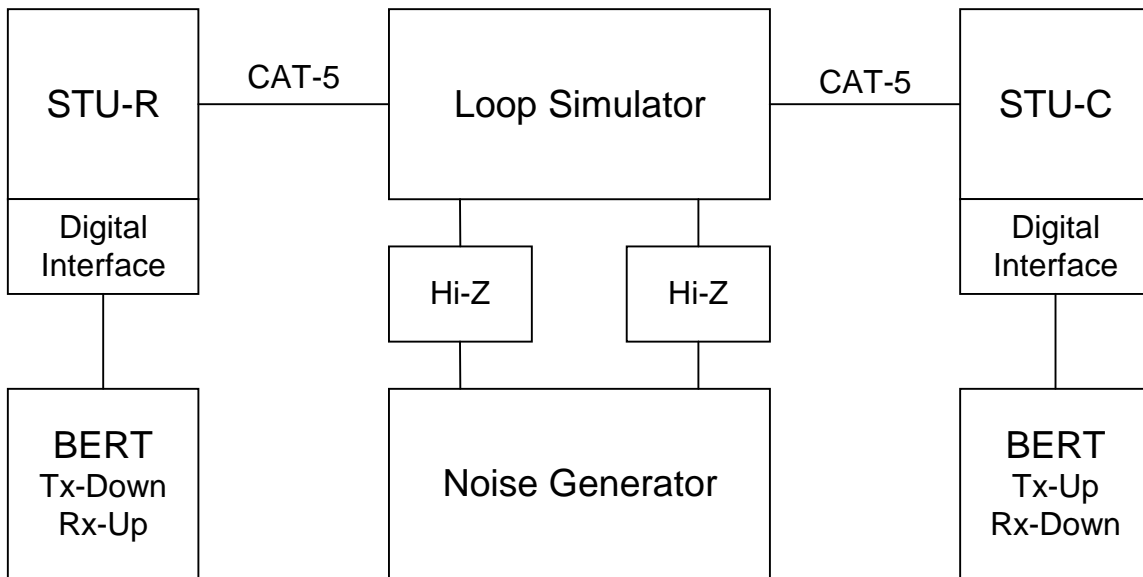 CAT-5
CAT-5
STU-R
Loop Simulator
STU-C
Digital
Interface
Digital
Interface
Hi-Z
Hi-Z
BERT
Tx-Down
Rx-Up
Noise Generator
BERT
Tx-Up
Rx-Down